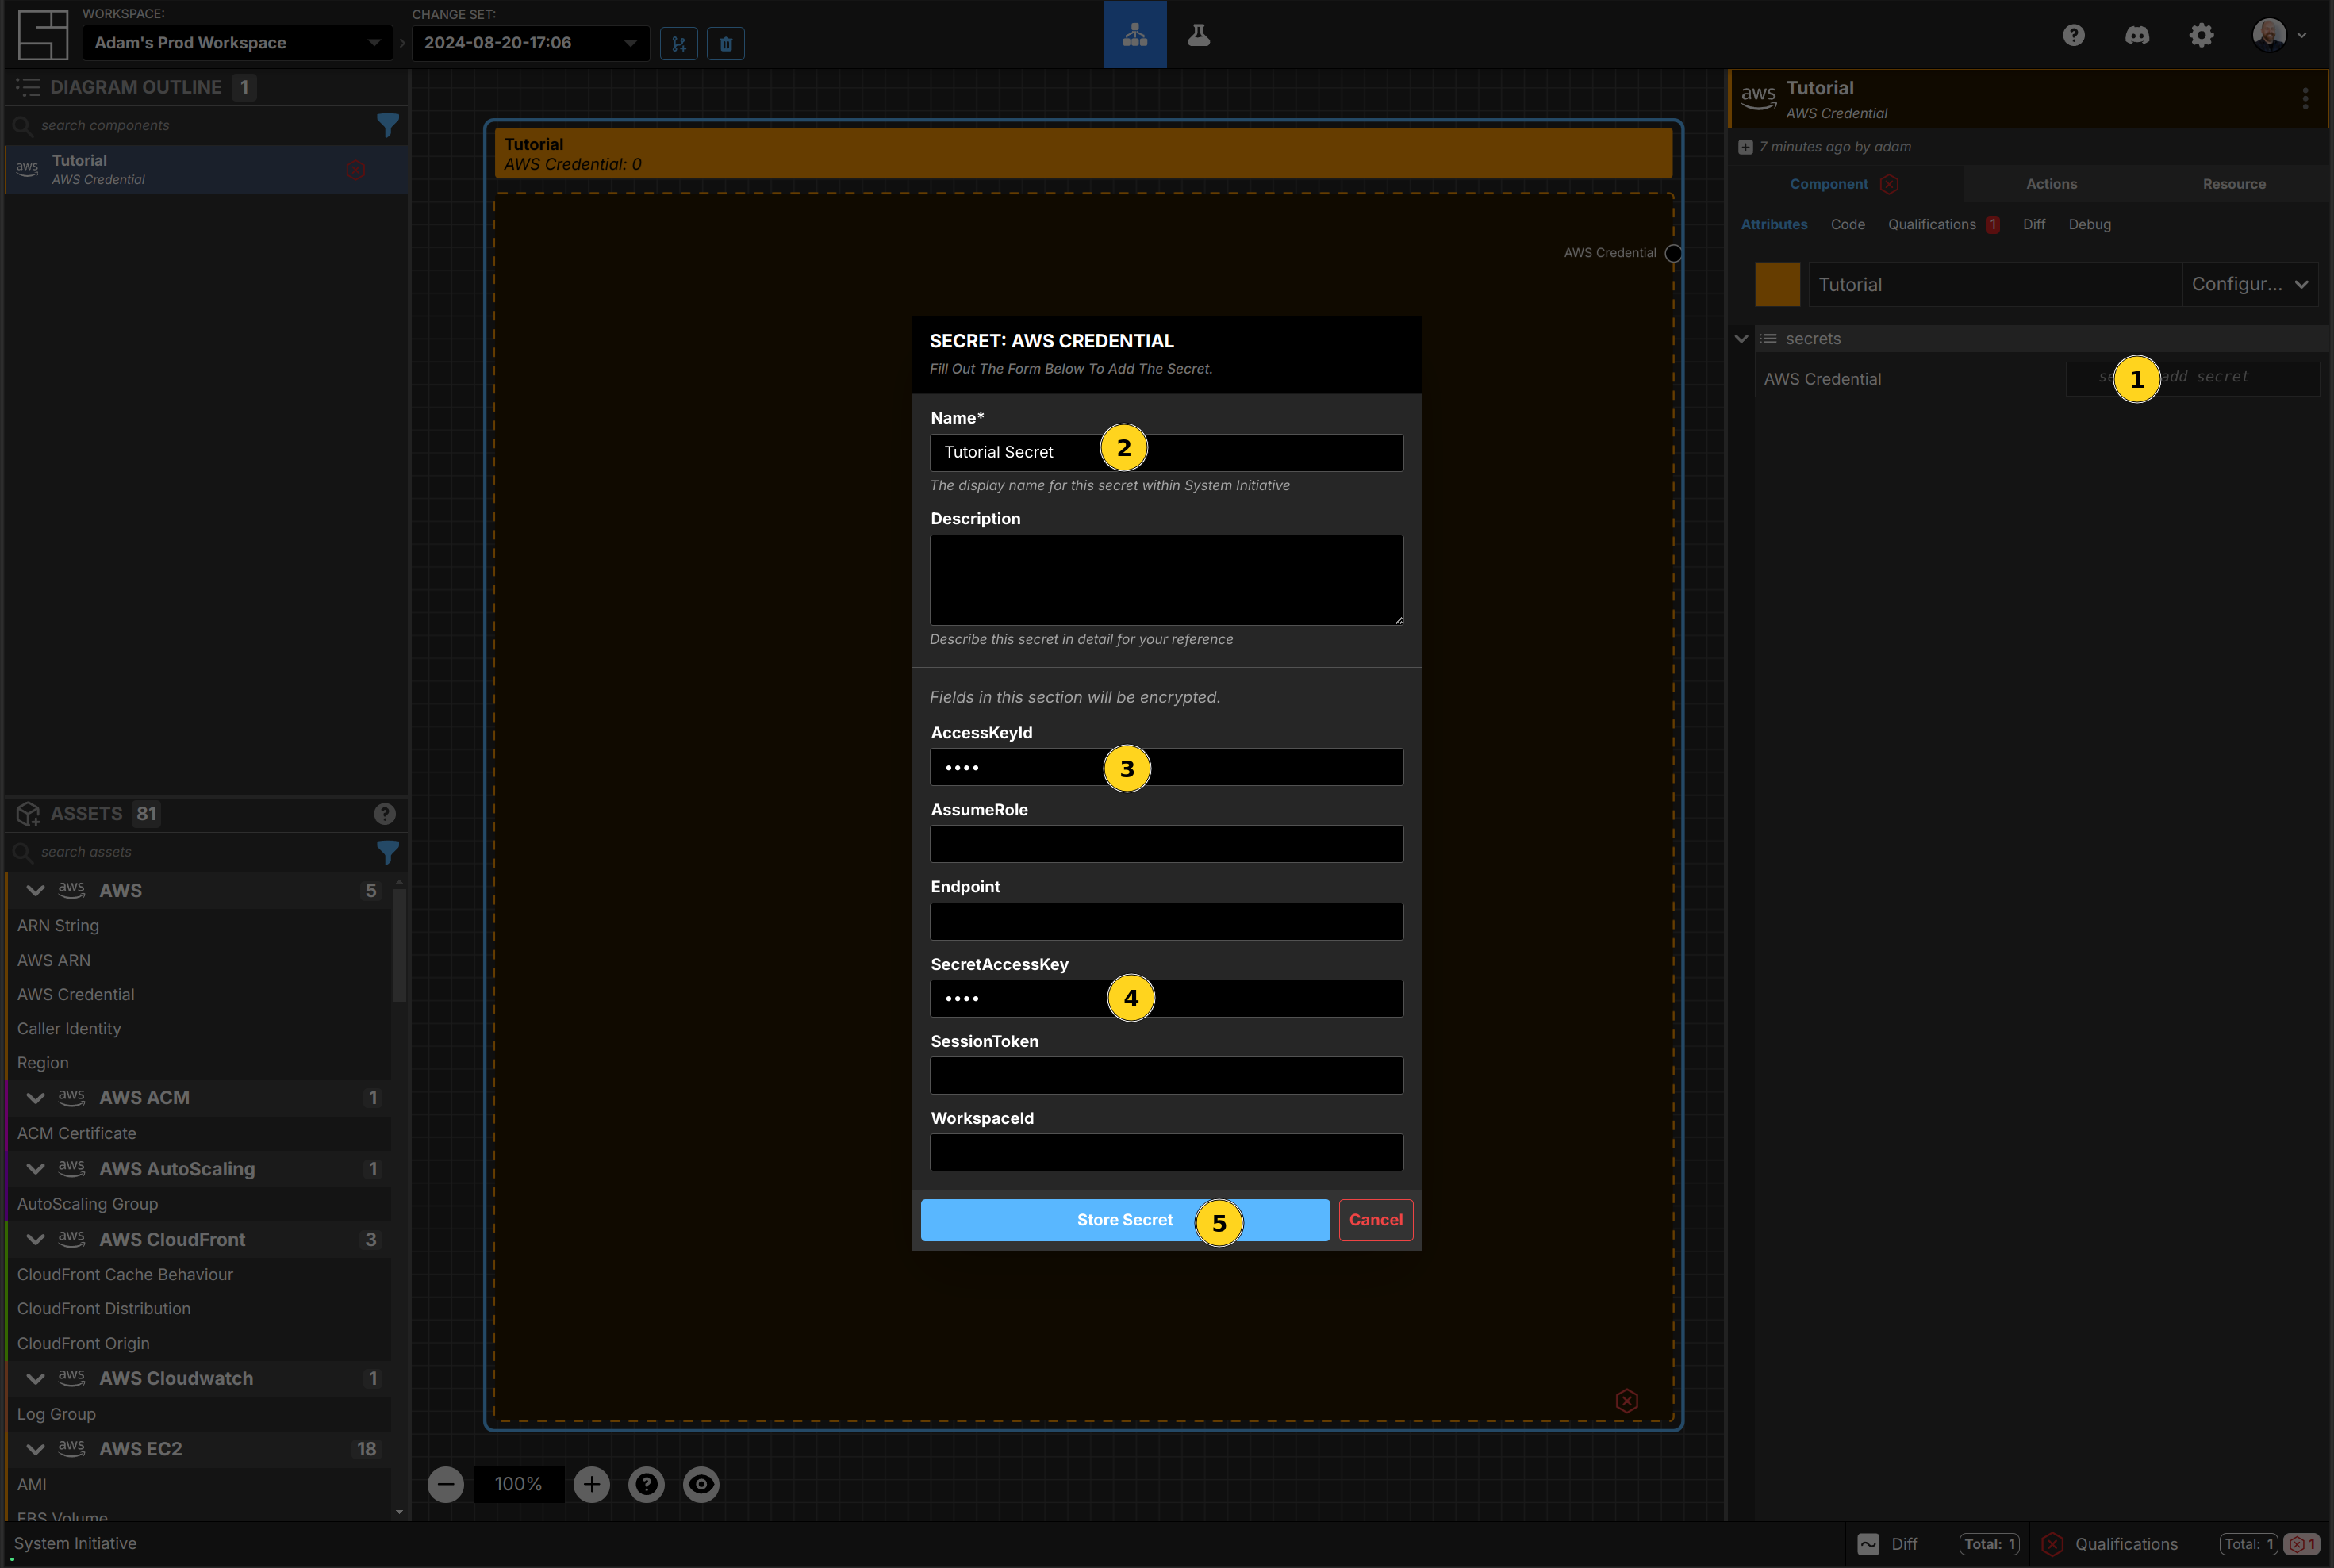 WORKSPACE:
Adam's Prod Workspace
CHANGE SET:
2024-08-20-17:06
DIAGRAM OUTLINE 1
search components
aws
Tutorial
AWS Credential
ASSETS 81
search assets
aws AWS 5
ARN String
AWS ARN
AWS Credential
Caller Identity
Region
aws AWS ACM 1
ACM Certificate
aws AWS AutoScaling 1
AutoScaling Group
aws AWS CloudFront 3
CloudFront Cache Behaviour
CloudFront Distribution
CloudFront Origin
aws AWS Cloudwatch 1
Log Group
aws AWS EC2 18
AMI
EBS Volume
Tutorial
AWS Credential: 0
AWS Credential
SECRET: AWS CREDENTIAL
Fill Out The Form Below To Add The Secret.
Name*
Tutorial Secret 2
The display name for this secret within System Initiative
Description
Describe this secret in detail for your reference
Fields in this section will be encrypted.
AccessKeyId
•••• 3
AssumeRole
Endpoint
SecretAccessKey
•••• 4
SessionToken
WorkspaceId
Store Secret 5
Cancel
100%
aws
Tutorial
AWS Credential
7 minutes ago by adam
Component Actions Resource
Attributes Code Qualifications 1 Diff Debug
Tutorial Configur...
secrets
AWS Credential 1 add secret
System Initiative
Diff Total: 1 Qualifications Total: 1 1